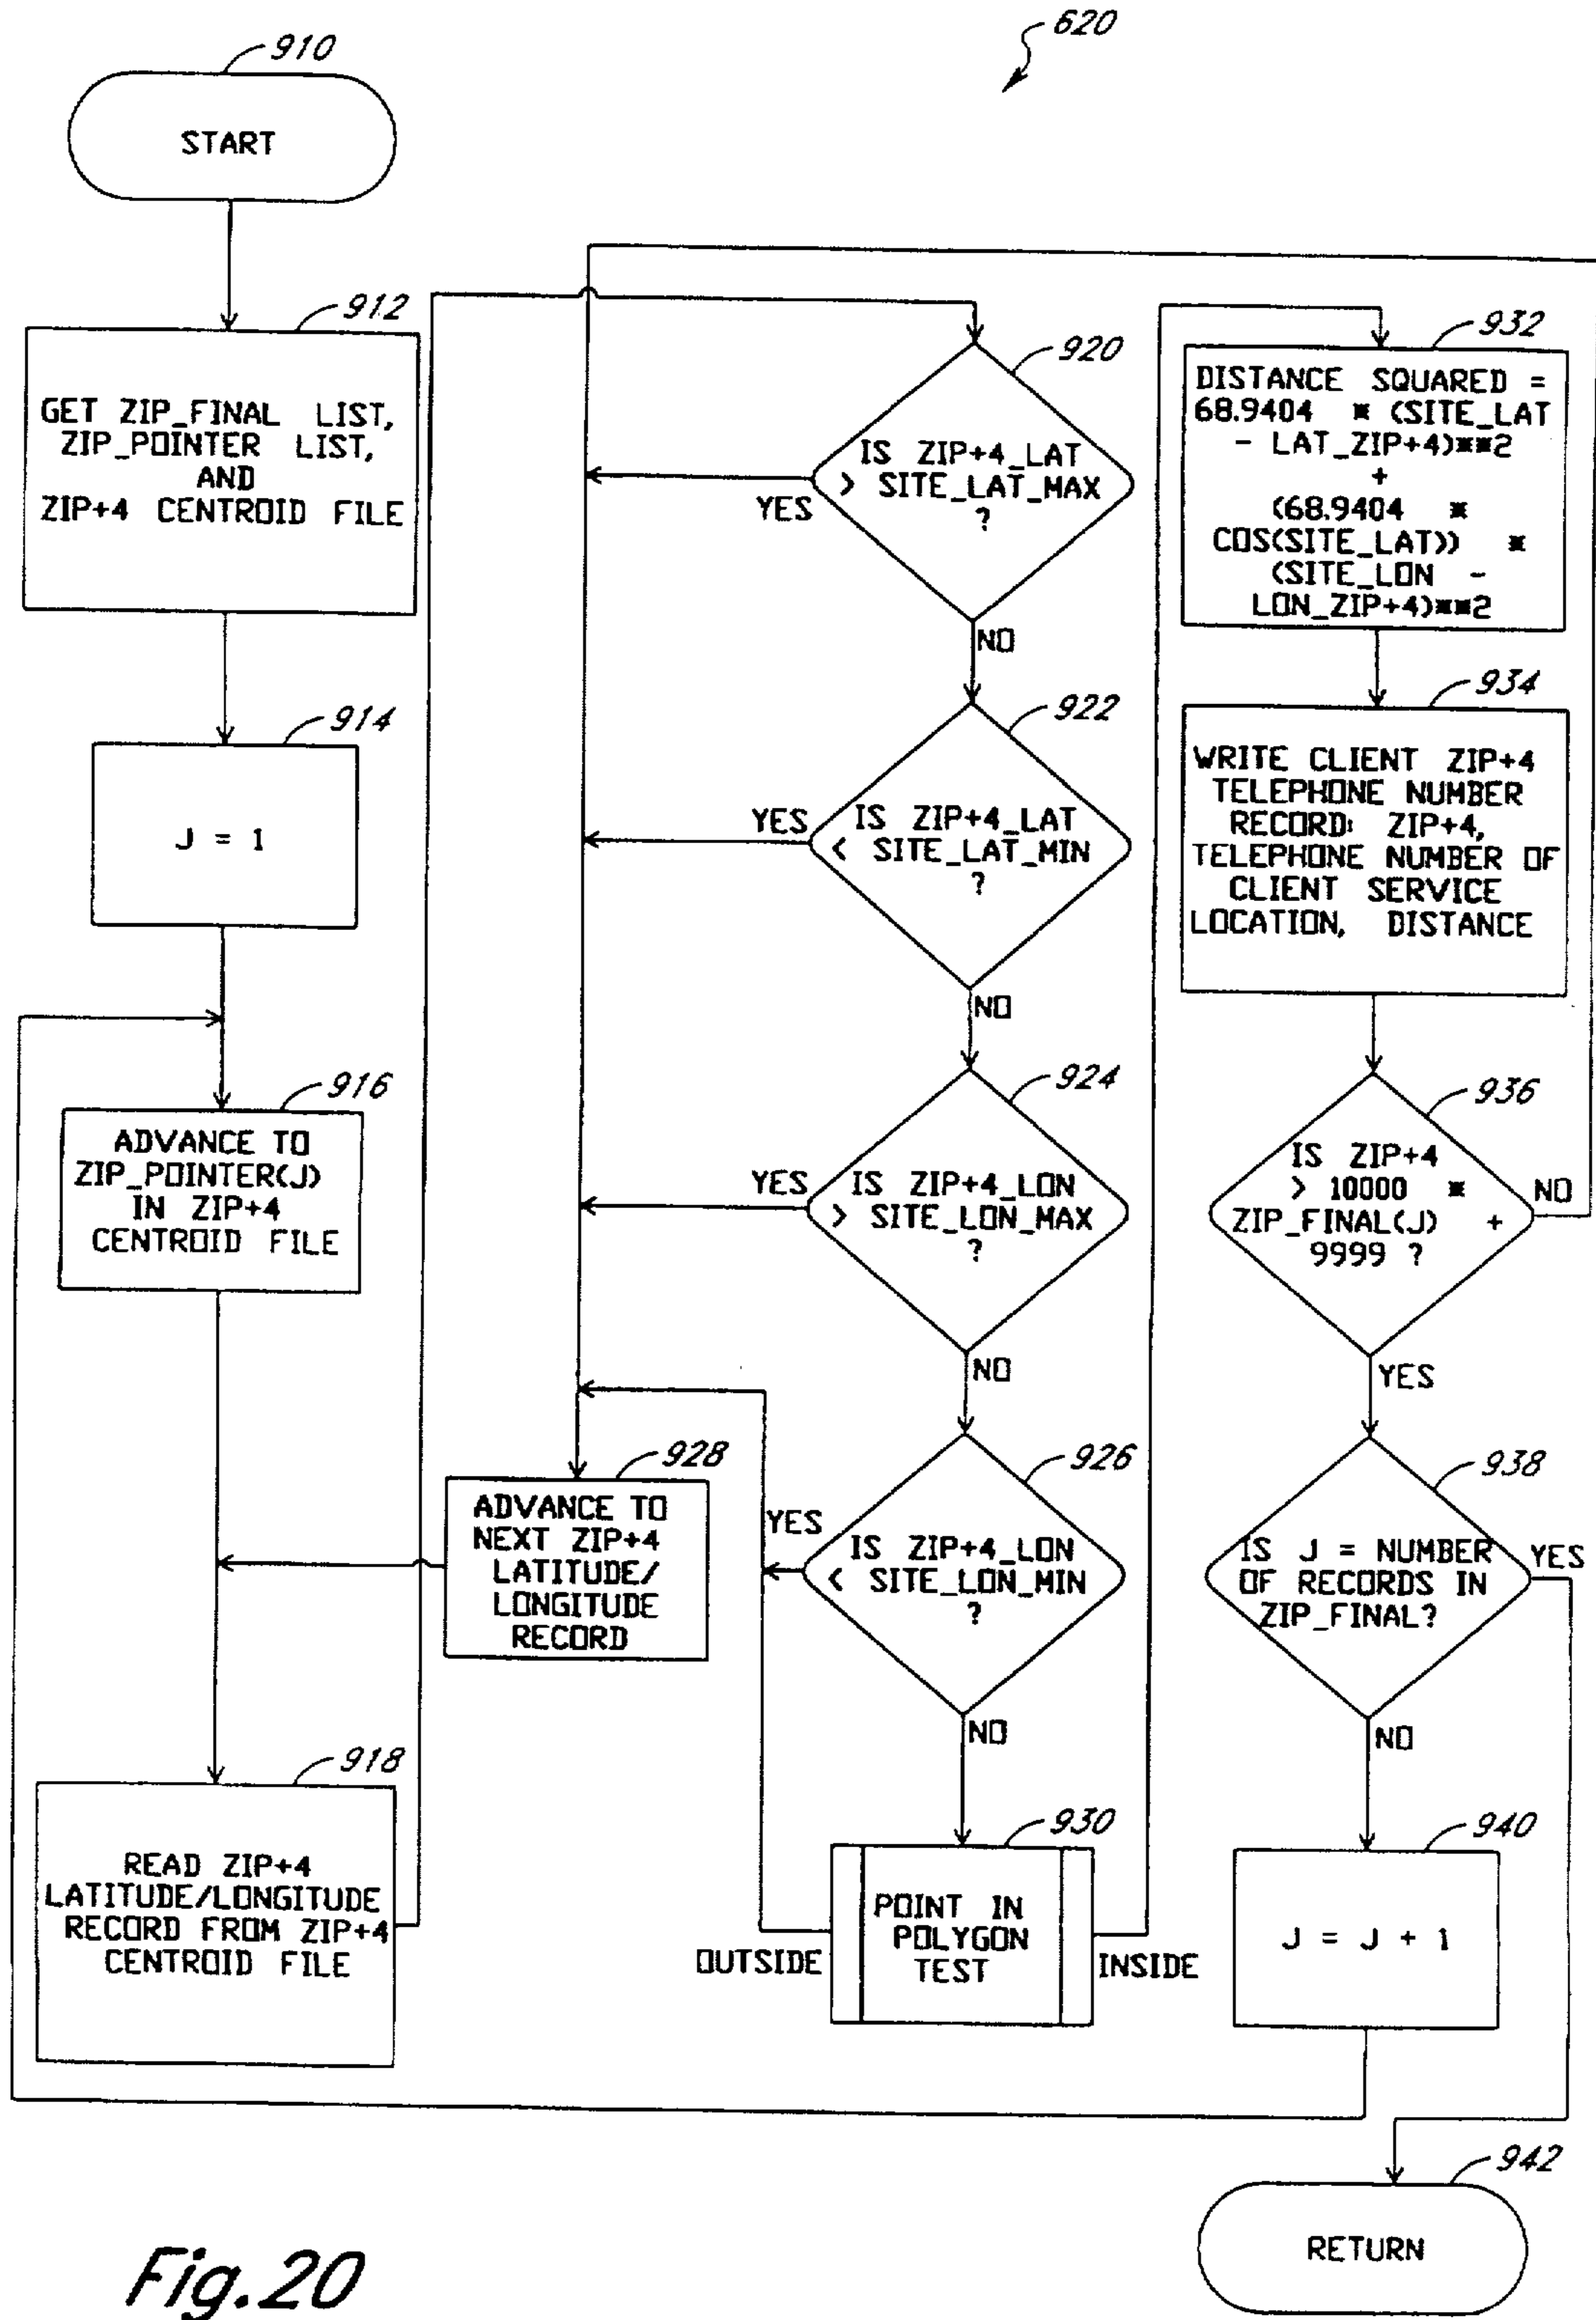 620
910
START
912
GET ZIP_FINAL LIST,
ZIP_POINTER LIST,
AND
ZIP+4 CENTROID FILE
914
J = 1
916
ADVANCE TO
ZIP_POINTER(J)
IN ZIP+4
CENTROID FILE
918
READ ZIP+4
LATITUDE/LONGITUDE
RECORD FROM ZIP+4
CENTROID FILE
920
IS ZIP+4_LAT
> SITE_LAT_MAX
?
YES
NO
922
IS ZIP+4_LAT
< SITE_LAT_MIN
?
YES
NO
924
IS ZIP+4_LON
> SITE_LON_MAX
?
YES
NO
926
IS ZIP+4_LON
< SITE_LON_MIN
?
YES
NO
928
ADVANCE TO
NEXT ZIP+4
LATITUDE/
LONGITUDE
RECORD
930
POINT IN
POLYGON
TEST
OUTSIDE
INSIDE
932
DISTANCE SQUARED =
68.9404 * (SITE_LAT
- LAT_ZIP+4)**2
+
(68.9404 *
COS(SITE_LAT)) *
(SITE_LON -
LON_ZIP+4)**2
934
WRITE CLIENT ZIP+4
TELEPHONE NUMBER
RECORD: ZIP+4,
TELEPHONE NUMBER OF
CLIENT SERVICE
LOCATION, DISTANCE
936
IS ZIP+4
> 10000 *
ZIP_FINAL(J) +
9999 ?
NO
YES
938
IS J = NUMBER
OF RECORDS IN
ZIP_FINAL?
YES
NO
940
J = J + 1
942
RETURN
Fig.20